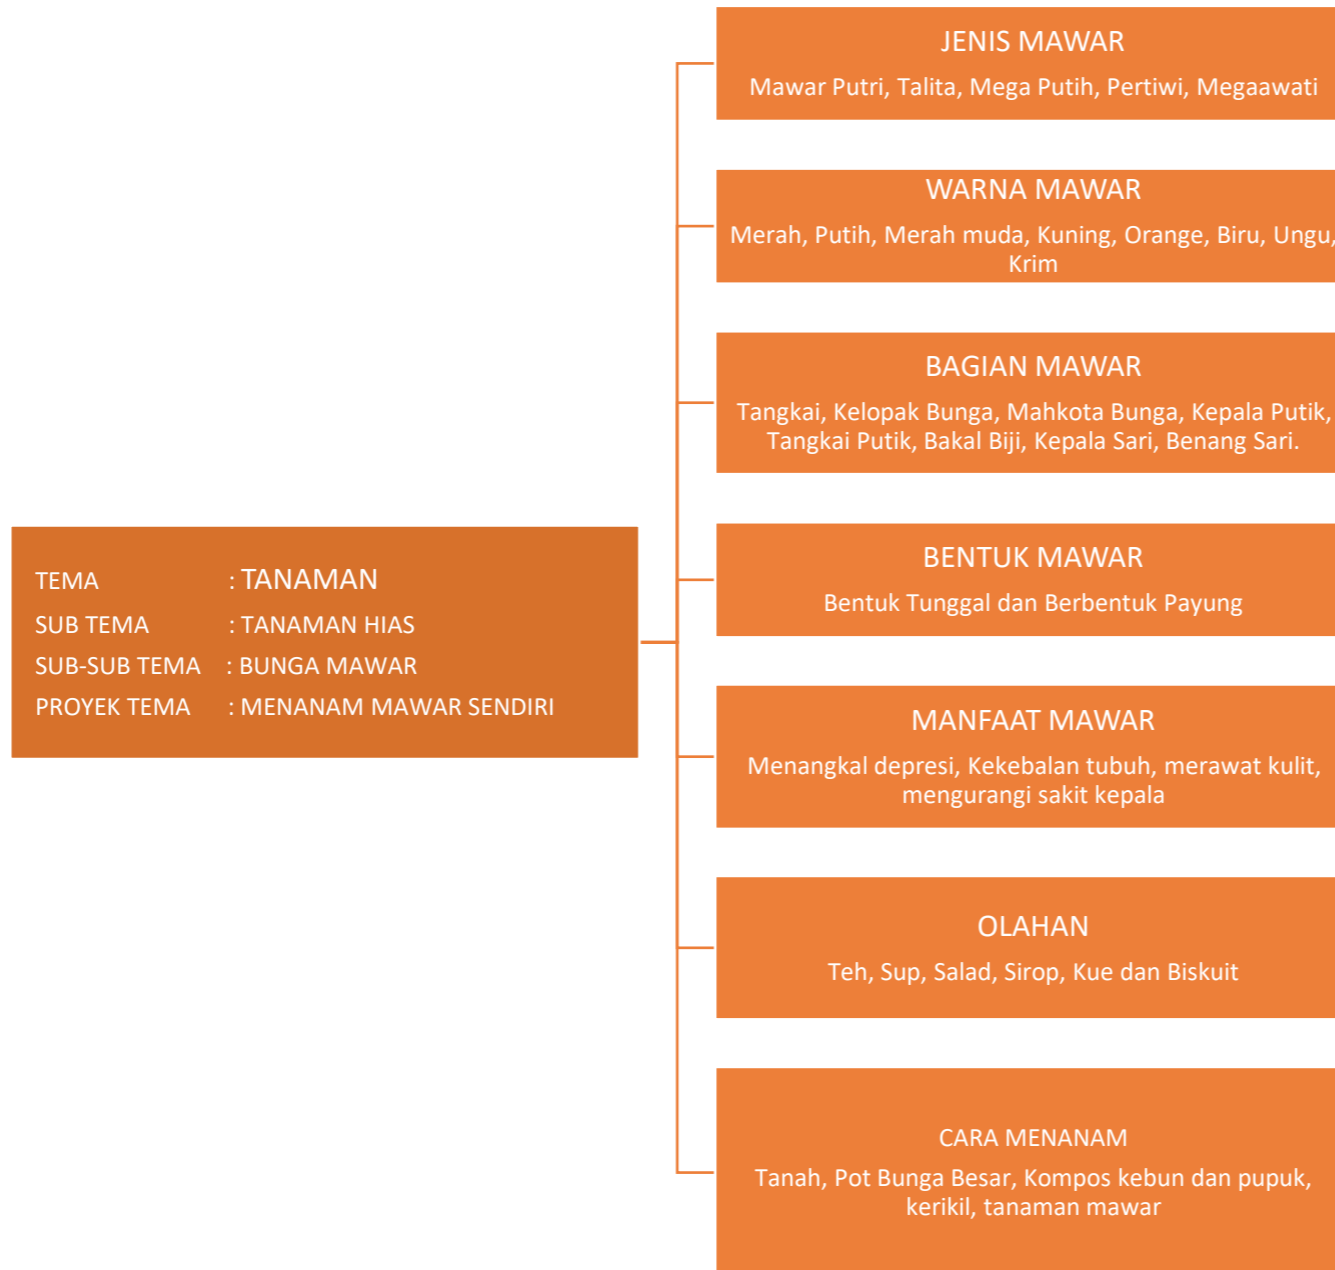 JENIS MAWAR
Mawar Putri, Talita, Mega Putih, Pertiwi, Megaawati
WARNA MAWAR
Merah, Putih, Merah muda, Kuning, Orange, Biru, Ungu,
Krim
BAGIAN MAWAR
Tangkai, Kelopak Bunga, Mahkota Bunga, Kepala Putik,
Tangkai Putik, Bakal Biji, Kepala Sari, Benang Sari.
TEMA : TANAMAN
SUB TEMA : TANAMAN HIAS
SUB-SUB TEMA : BUNGA MAWAR
PROYEK TEMA : MENANAM MAWAR SENDIRI
BENTUK MAWAR
Bentuk Tunggal dan Berbentuk Payung
MANFAAT MAWAR
Menangkal depresi, Kekebalan tubuh, merawat kulit,
mengurangi sakit kepala
OLAHAN
Teh, Sup, Salad, Sirop, Kue dan Biskuit
CARA MENANAM
Tanah, Pot Bunga Besar, Kompos kebun dan pupuk,
kerikil, tanaman mawar